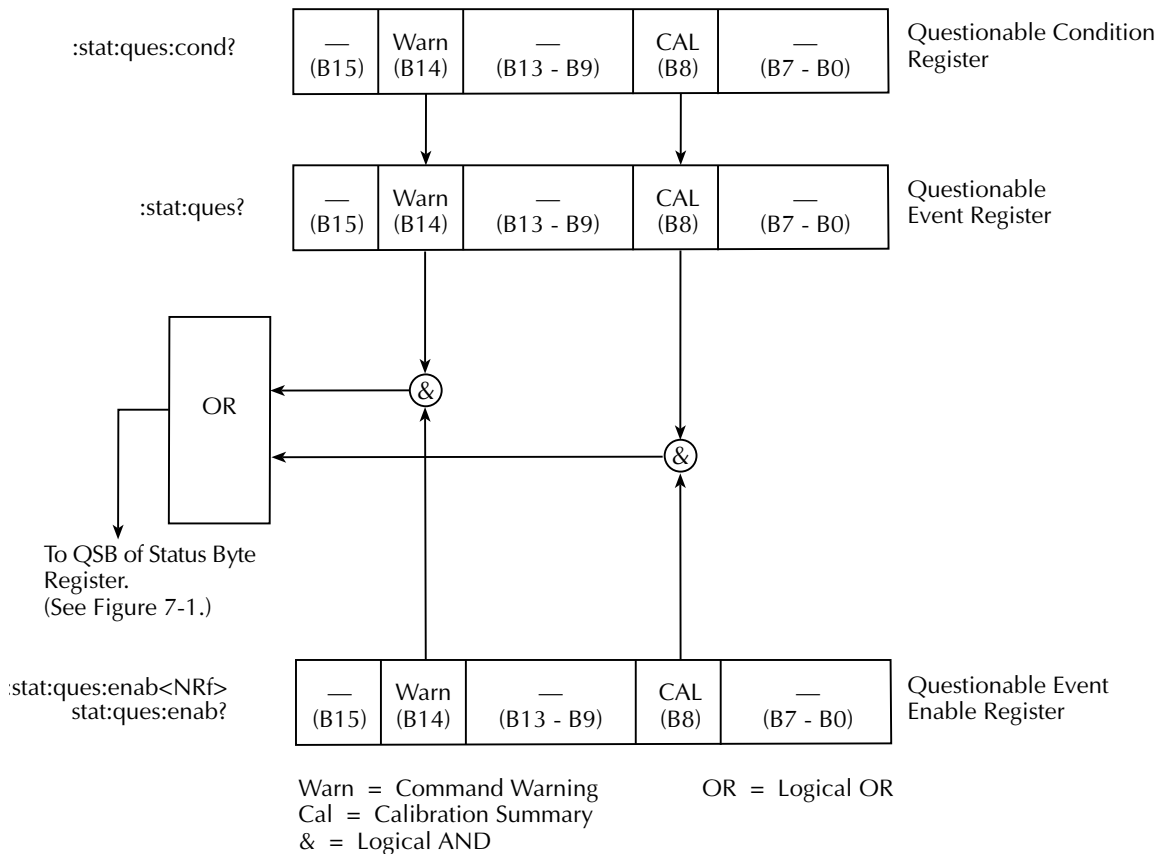 :stat:ques:cond?
— Warn — CAL —
(B15) (B14) (B13 - B9) (B8) (B7 - B0)
Questionable Condition
Register
:stat:ques?
— Warn — CAL —
(B15) (B14) (B13 - B9) (B8) (B7 - B0)
Questionable
Event Register
OR
&
&
To QSB of Status Byte
Register.
(See Figure 7-1.)
:stat:ques:enab<NRf>
stat:ques:enab?
— Warn — CAL —
(B15) (B14) (B13 - B9) (B8) (B7 - B0)
Questionable Event
Enable Register
Warn = Command Warning
Cal = Calibration Summary
& = Logical AND
OR = Logical OR